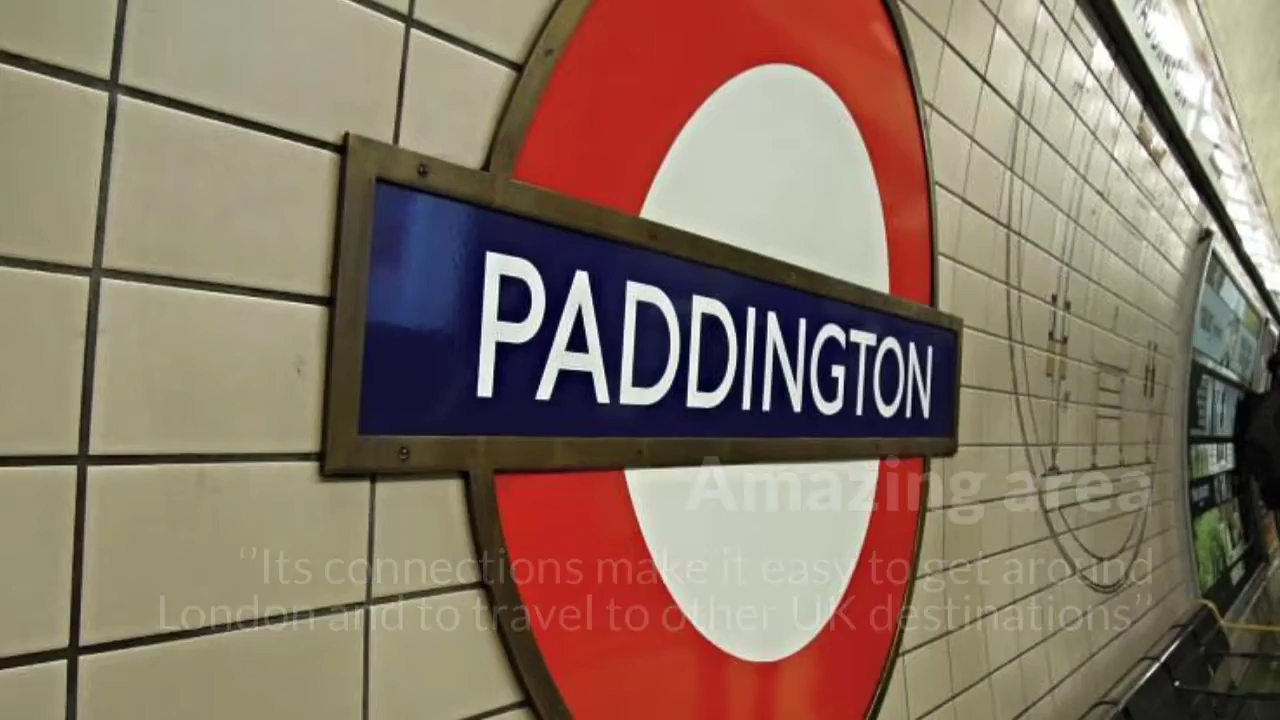 PADDINGTON
Amazing area
''Its connections make it easy to get around
London and to travel to other UK destinations''